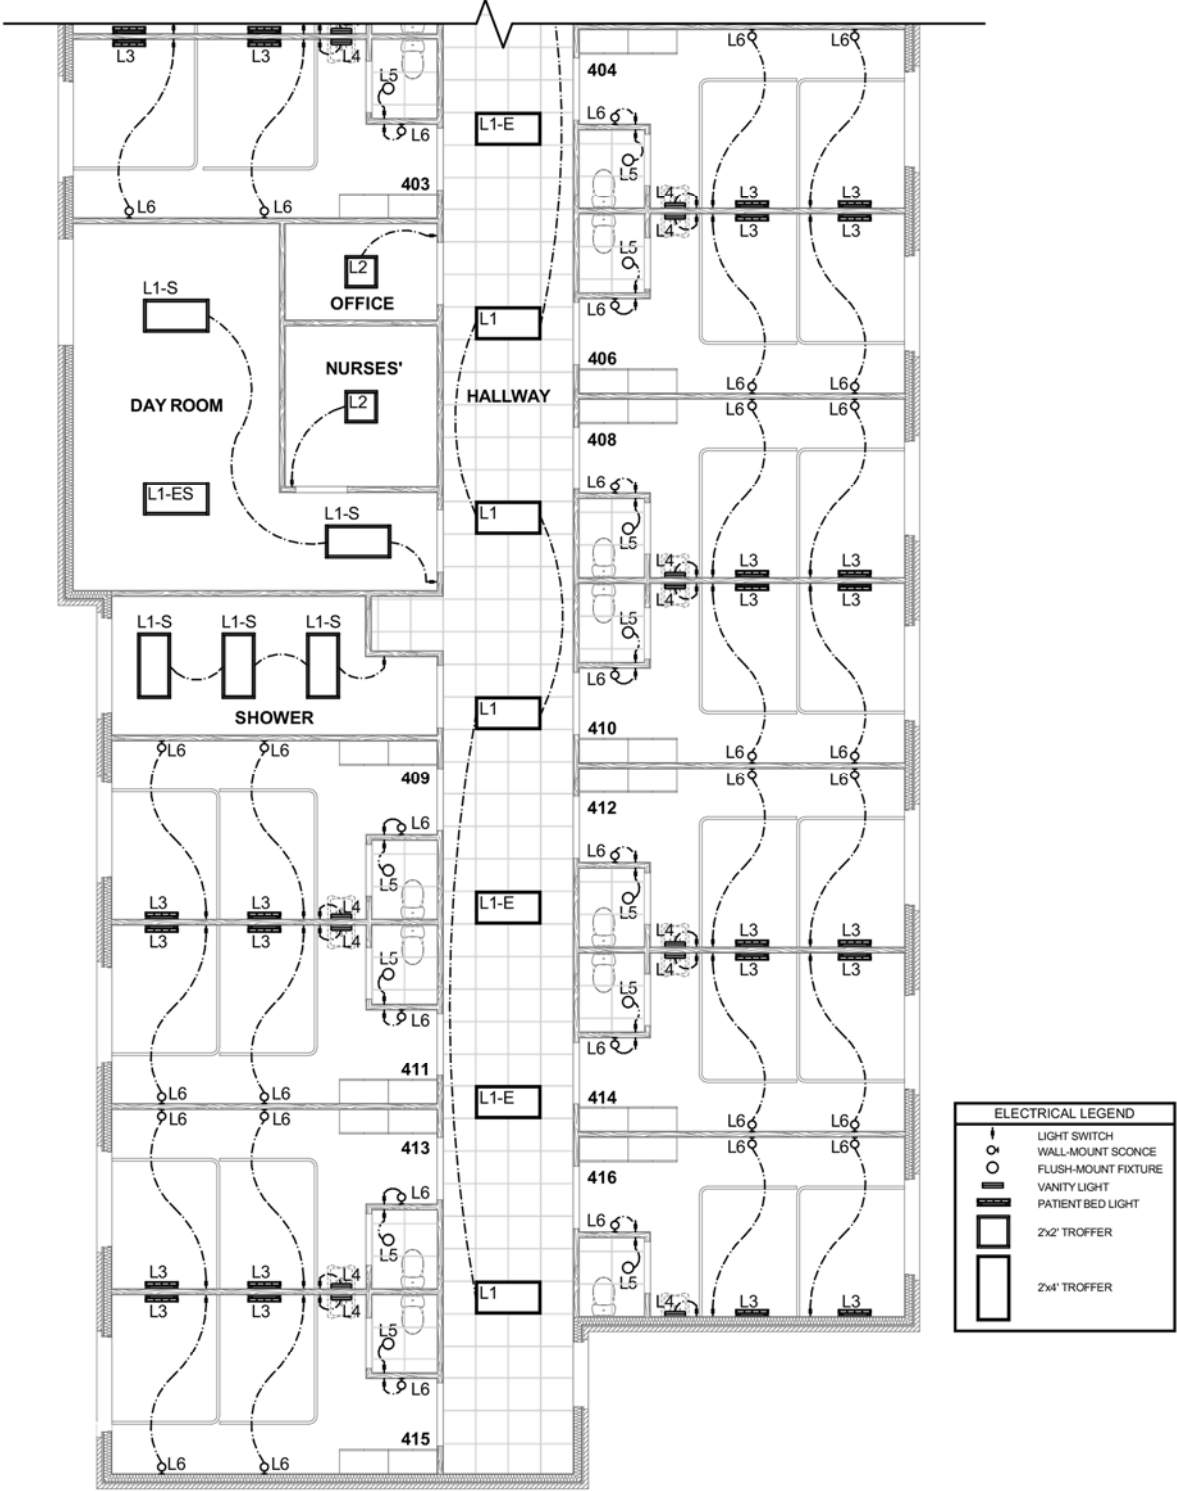 L3 L3 L4 L6 L6
404
L5
L6
L1-E
L6
L6
L5
403
L4 L3 L3
L6 L6
L4 L3 L3
L5
L2
OFFICE
L1-S
L1
L6
NURSES'
406
L6 L6
HALLWAY
DAY ROOM
L2
L6 L6
408
L6
L1-ES
L1-S
L1
L5
L4 L3 L3
L4 L3 L3
L5
L1-S L1-S L1-S
L6
SHOWER
L1
410
L6 L6
L6 L6
L6 L6
409
412
L6
L6
L5
L5
L3 L3 L4
L1-E
L4 L3 L3
L3 L3 L4
L4 L3 L3
L5
L5
L6
L6
411
L1-E
414
L6 L6
L6 L6
L6 L6
L6 L6
413
416
L6
L6
L5
L5
L3 L3 L4
L1
L4 L3 L3
L3 L3 L4
L5
L6
415
L6 L6
ELECTRICAL LEGEND
LIGHT SWITCH
WALL-MOUNT SCONCE
FLUSH-MOUNT FIXTURE
VANITY LIGHT
PATIENT BED LIGHT
2'x2' TROFFER
2'x4' TROFFER